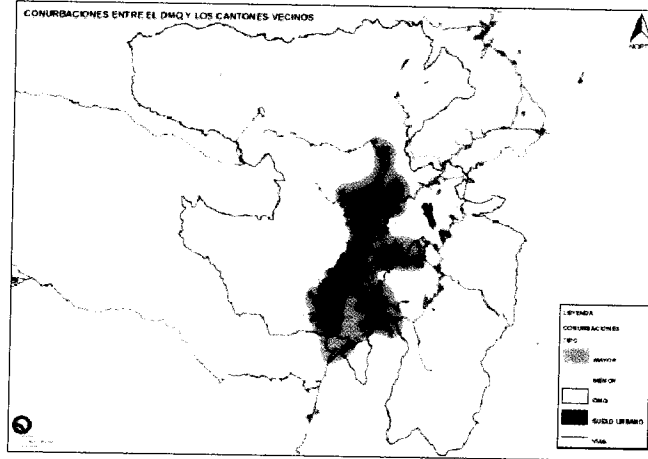 CONURBACIONES ENTRE EL DMQ Y LOS CANTONES VECINOS
NORTE
LEYENDA
CONURBACIONES
TIPO
MAYOR
MENOR
DMQ
SUELO URBANO
VIAS